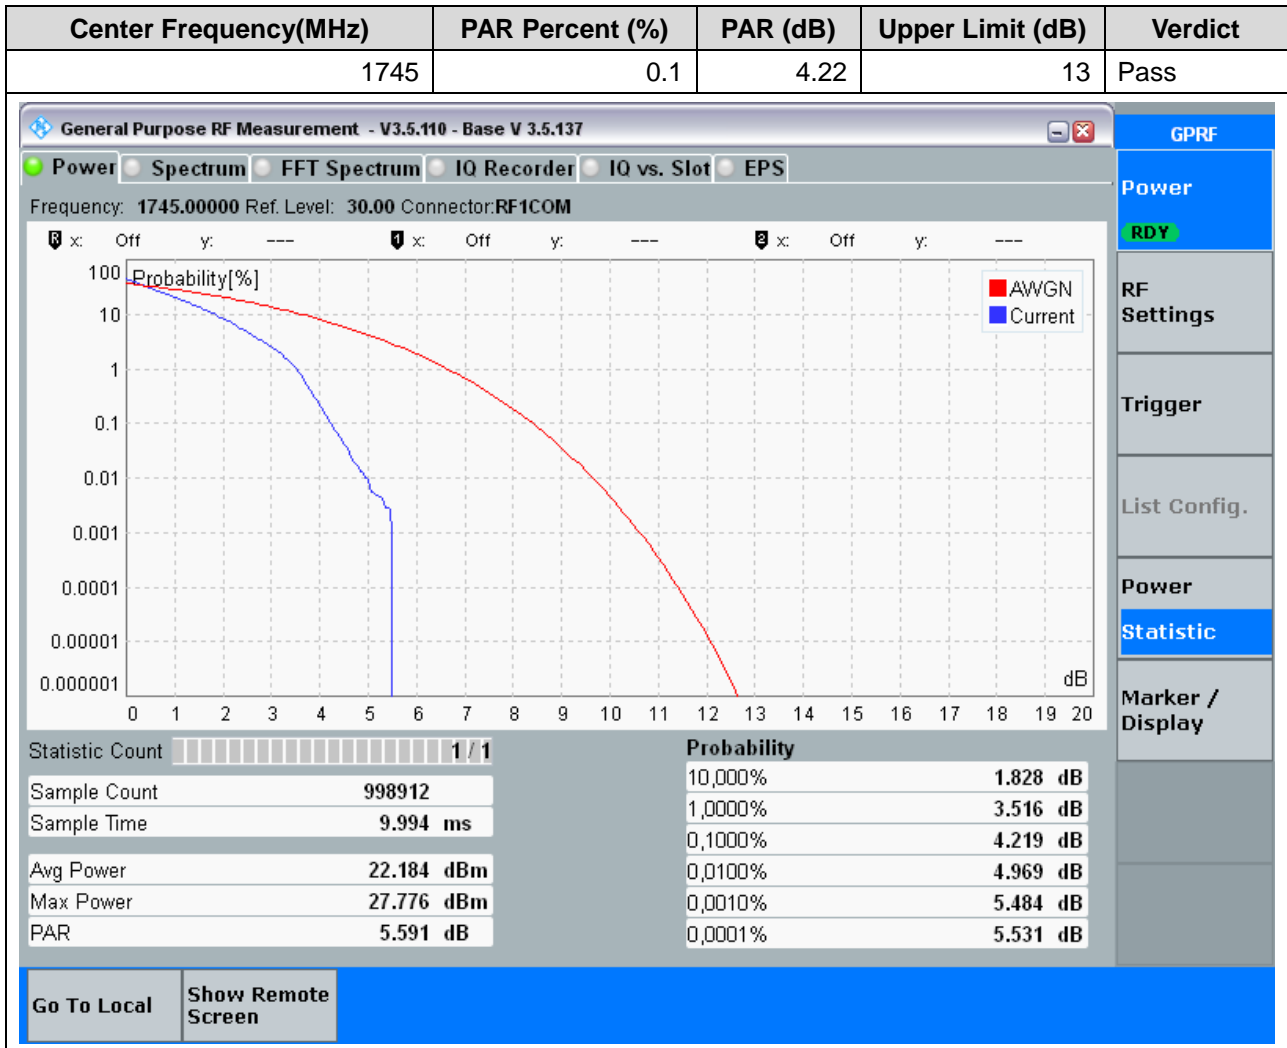 Center Frequency(MHz) PAR Percent (%) PAR (dB) Upper Limit (dB) Verdict
1745 0.1 4.22 13 Pass
General Purpose RF Measurement - V3.5.110 - Base V 3.5.137
GPRF
Power Spectrum FFT Spectrum IQ Recorder IQ vs. Slot EPS
Power
RDY
Frequency: 1745.00000 Ref. Level: 30.00 Connector:RF1COM
R x: Off y: --- 1 x: Off y: --- 2 x: Off y: ---
Probability[%]
AWGN
Current
100
10
1
0.1
0.01
0.001
0.0001
0.00001
0.000001
dB
0 1 2 3 4 5 6 7 8 9 10 11 12 13 14 15 16 17 18 19 20
RF
Settings
Trigger
List Config.
Power
Statistic
Marker /
Display
Statistic Count 1 / 1
Sample Count 998912
Sample Time 9.994 ms
Avg Power 22.184 dBm
Max Power 27.776 dBm
PAR 5.591 dB
Probability
10,000% 1.828 dB
1,0000% 3.516 dB
0,1000% 4.219 dB
0,0100% 4.969 dB
0,0010% 5.484 dB
0,0001% 5.531 dB
Go To Local
Show Remote
Screen